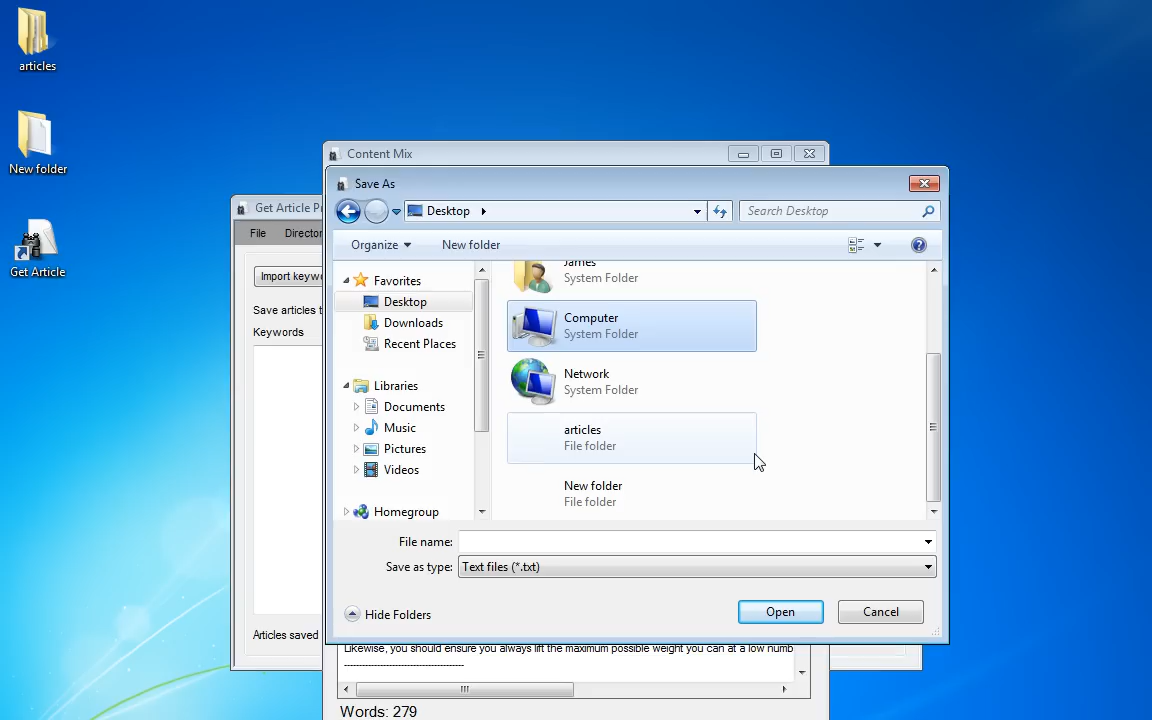 articles
New folder
Get Article
Content Mix
Get Article Pr
File
Director
Import keyw
Save articles t
Keywords
Articles saved
Save As
Desktop
Search Desktop
Organize
New folder
Favorites
Desktop
Downloads
Recent Places
Libraries
Documents
Music
Pictures
Videos
Homegroup
James
System Folder
Computer
System Folder
Network
System Folder
articles
File folder
New folder
File folder
File name:
Save as type:
Text files (*.txt)
Hide Folders
Open
Cancel
Likewise, you should ensure you always lift the maximum possible weight you can at a low numb
----------------------------------------
Words: 279